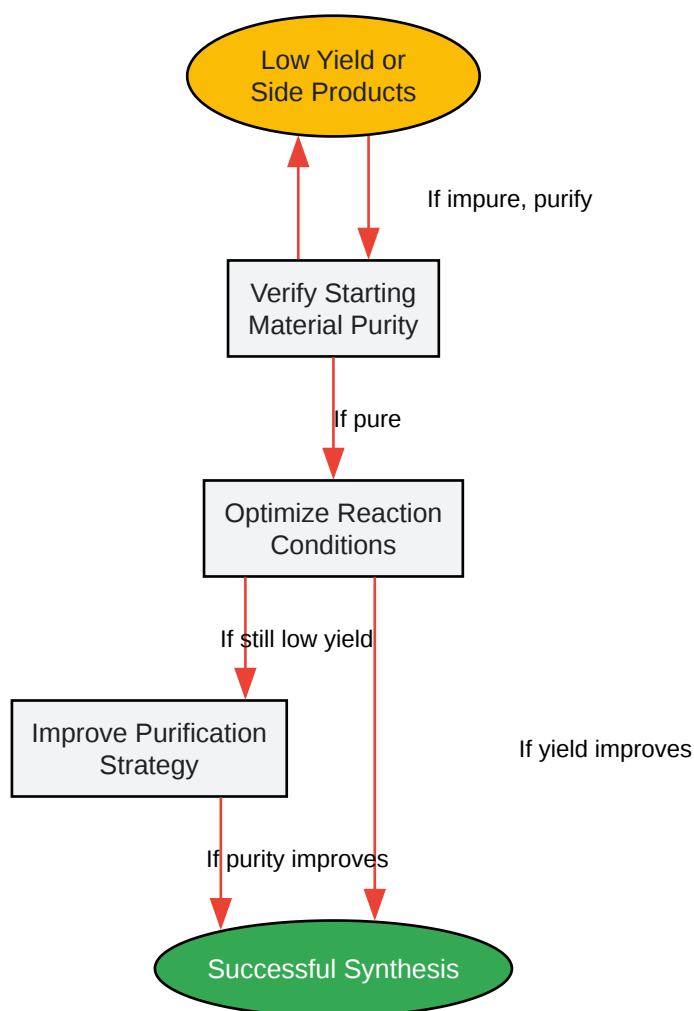 Low Yield or
Side Products
If impure, purify
Verify Starting
Material Purity
If pure
Optimize Reaction
Conditions
If still low yield
Improve Purification
Strategy
If yield improves
If purity improves
Successful Synthesis